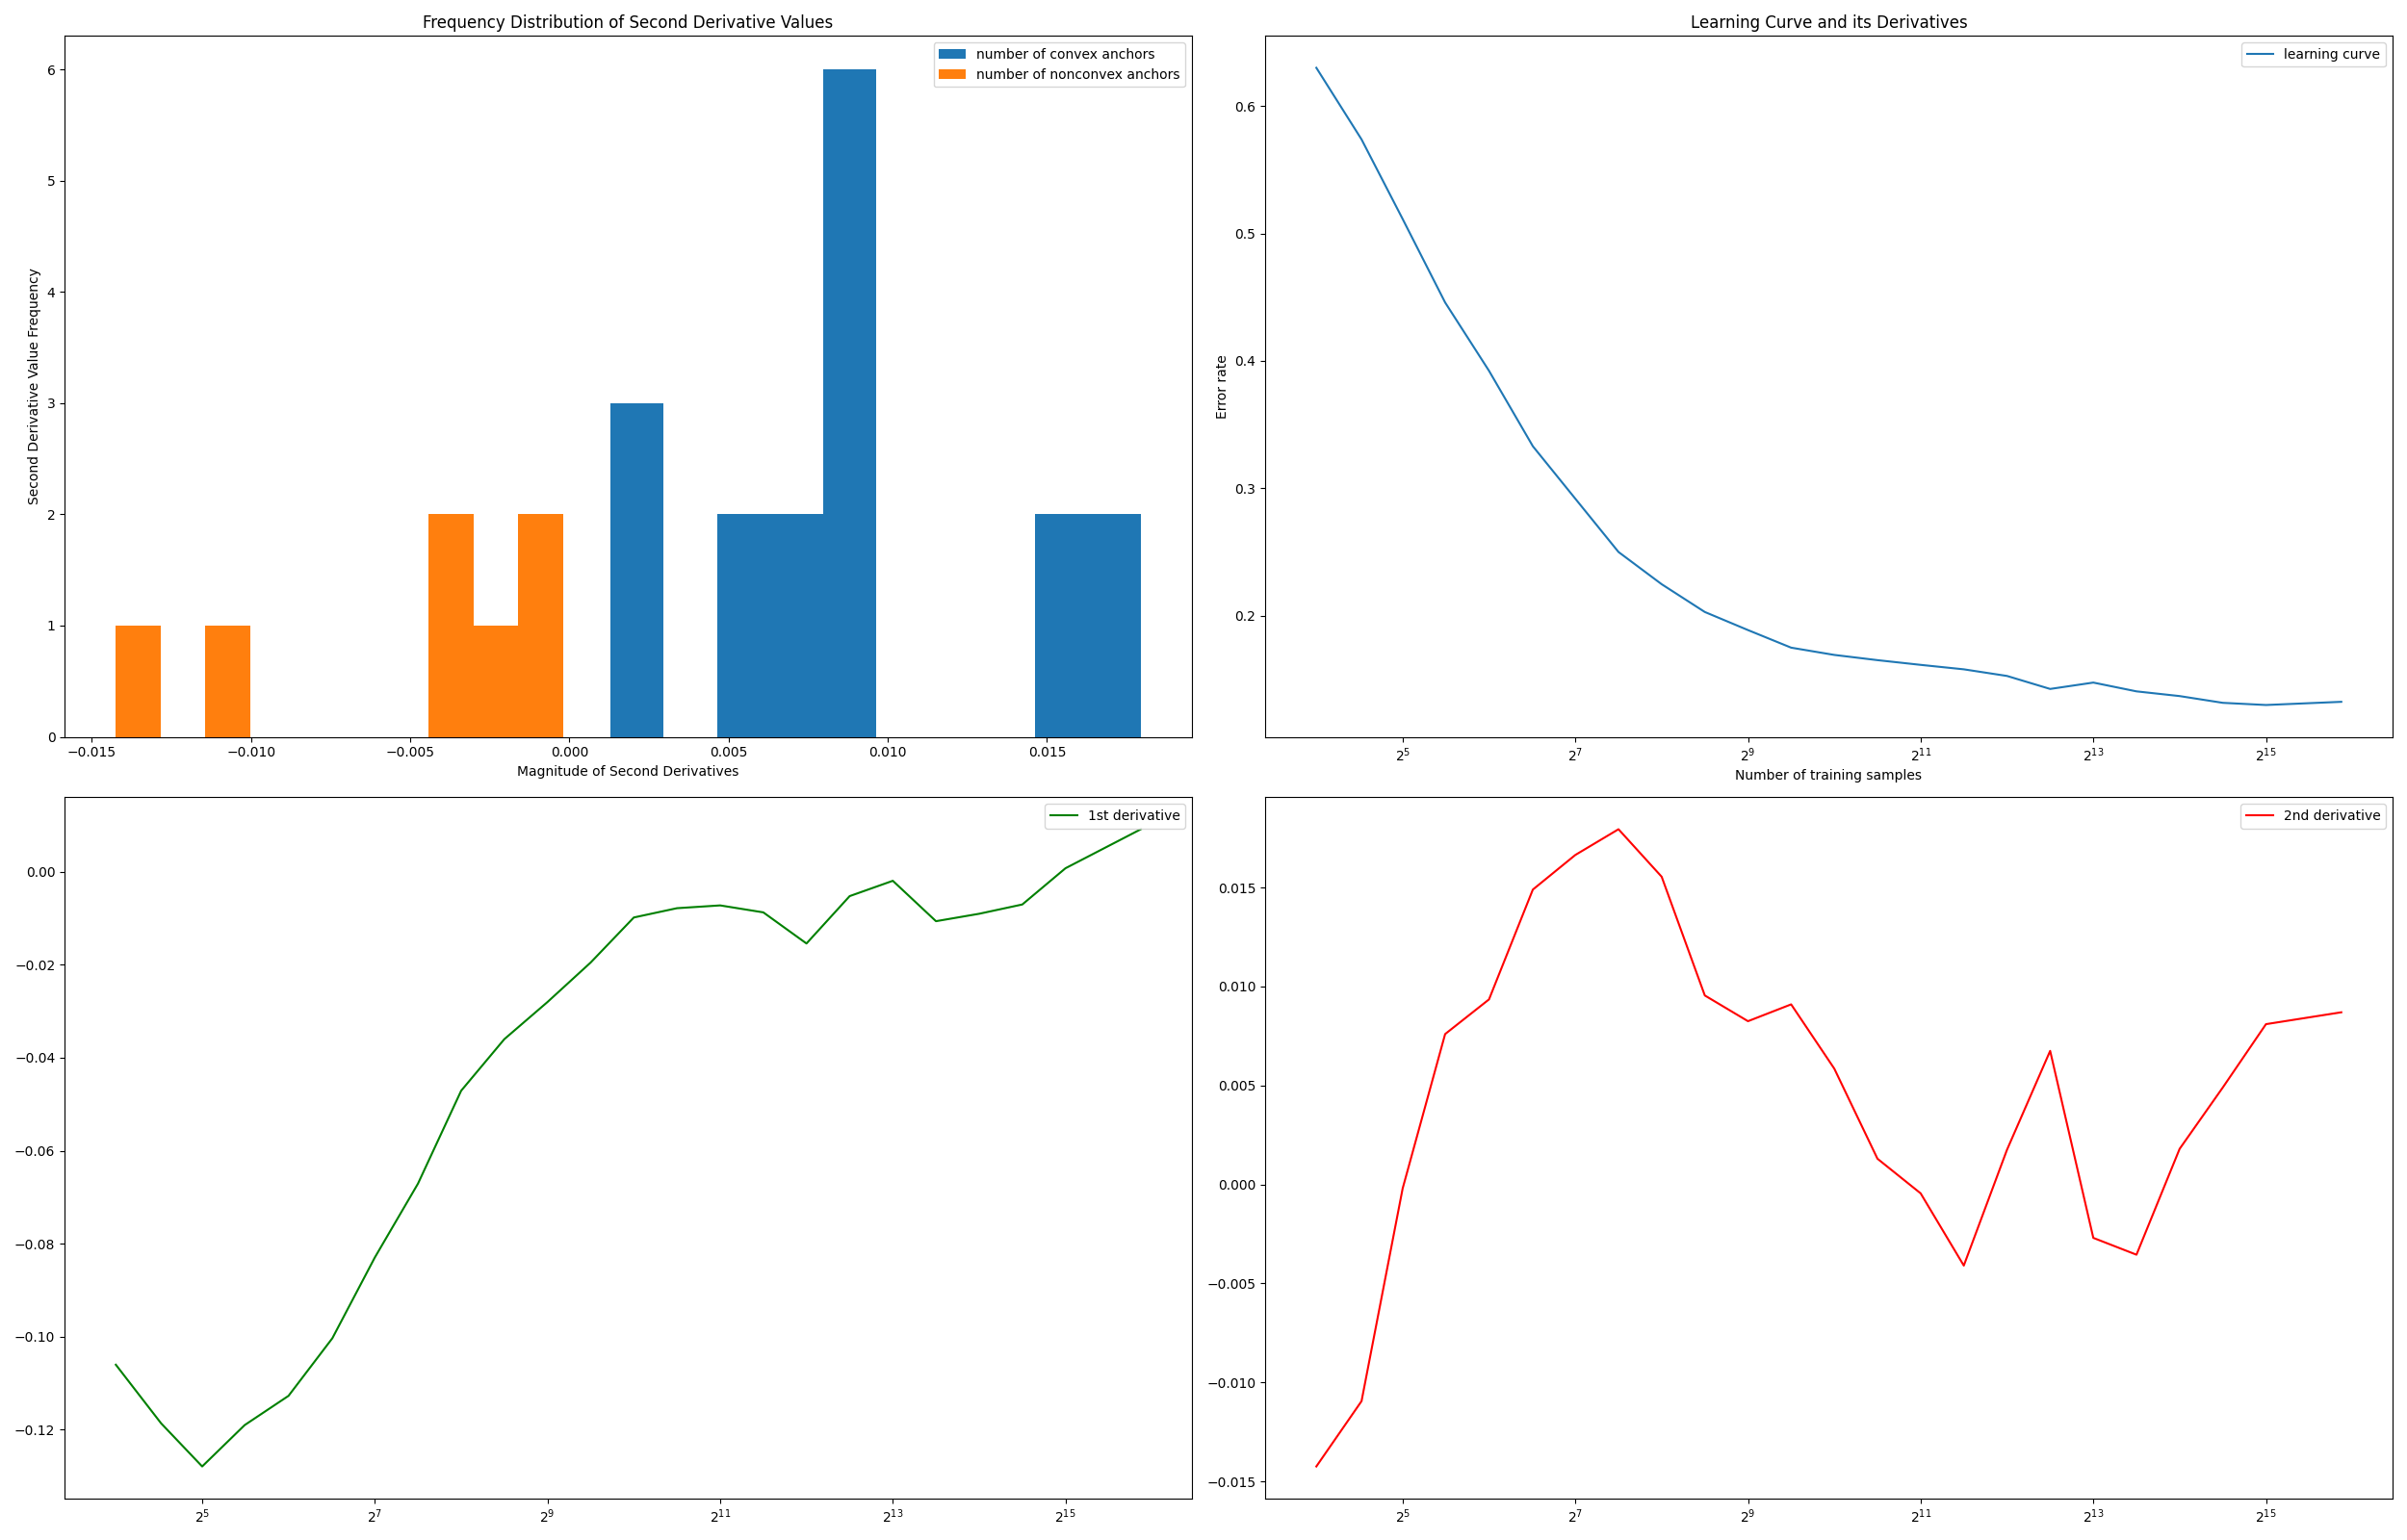 Frequency Distribution of Second Derivative Values
number of convex anchors
number of nonconvex anchors
6
5
4
3
2
1
0
Second Derivative Value Frequency
−0.015 −0.010 −0.005 0.000 0.005 0.010 0.015
Magnitude of Second Derivatives
Learning Curve and its Derivatives
learning curve
0.6
0.5
0.4
0.3
0.2
Error rate
2^5 2^7 2^9 2^11 2^13 2^15
Number of training samples
1st derivative
0.00
−0.02
−0.04
−0.06
−0.08
−0.10
−0.12
2^5 2^7 2^9 2^11 2^13 2^15
2nd derivative
0.015
0.010
0.005
0.000
−0.005
−0.010
−0.015
2^5 2^7 2^9 2^11 2^13 2^15